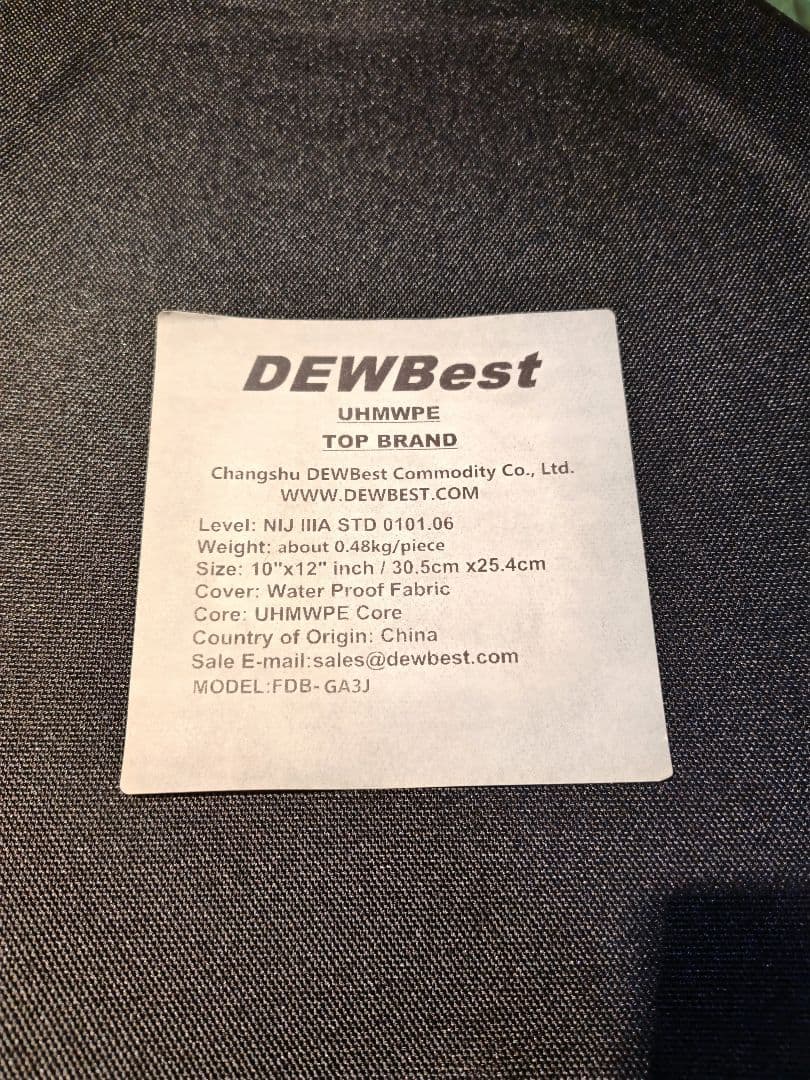 DEWBest
UHMWPE
TOP BRAND
Changshu DEWBest Commodity Co., Ltd.
WWW.DEWBEST.COM
Level: NIJ IIIA STD 0101.06
Weight: about 0.48kg/piece
Size: 10"x12" inch / 30.5cm x25.4cm
Cover: Water Proof Fabric
Core: UHMWPE Core
Country of Origin: China
Sale E-mail:sales@dewbest.com
MODEL:FDB- GA3J